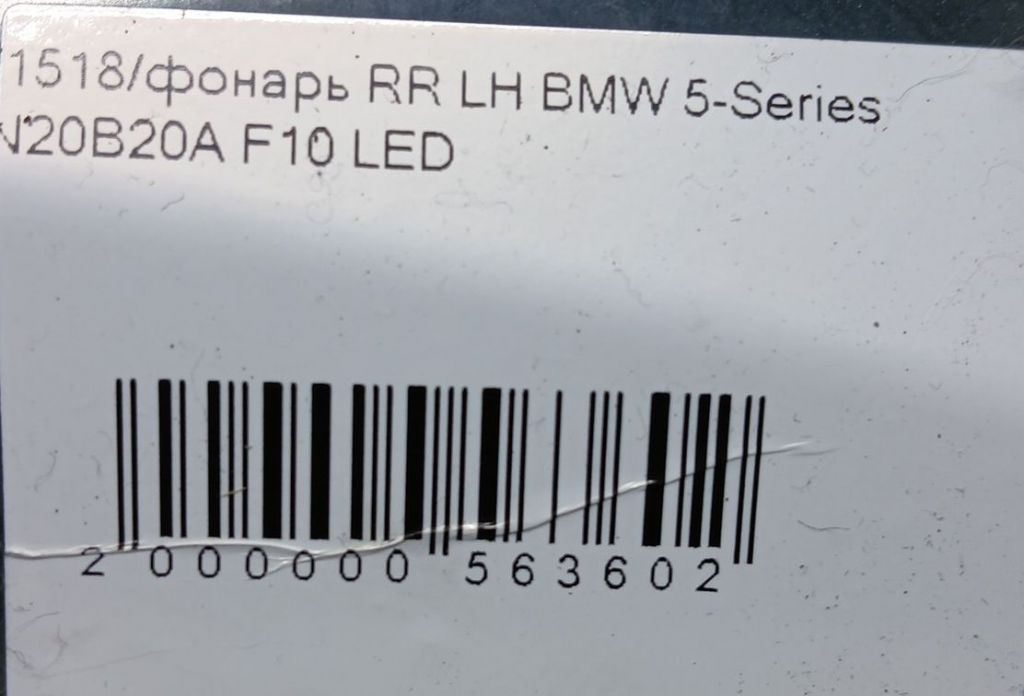 1518/фонарь RR LH BMW 5-Series
N20B20A F10 LED
2 000000 563602